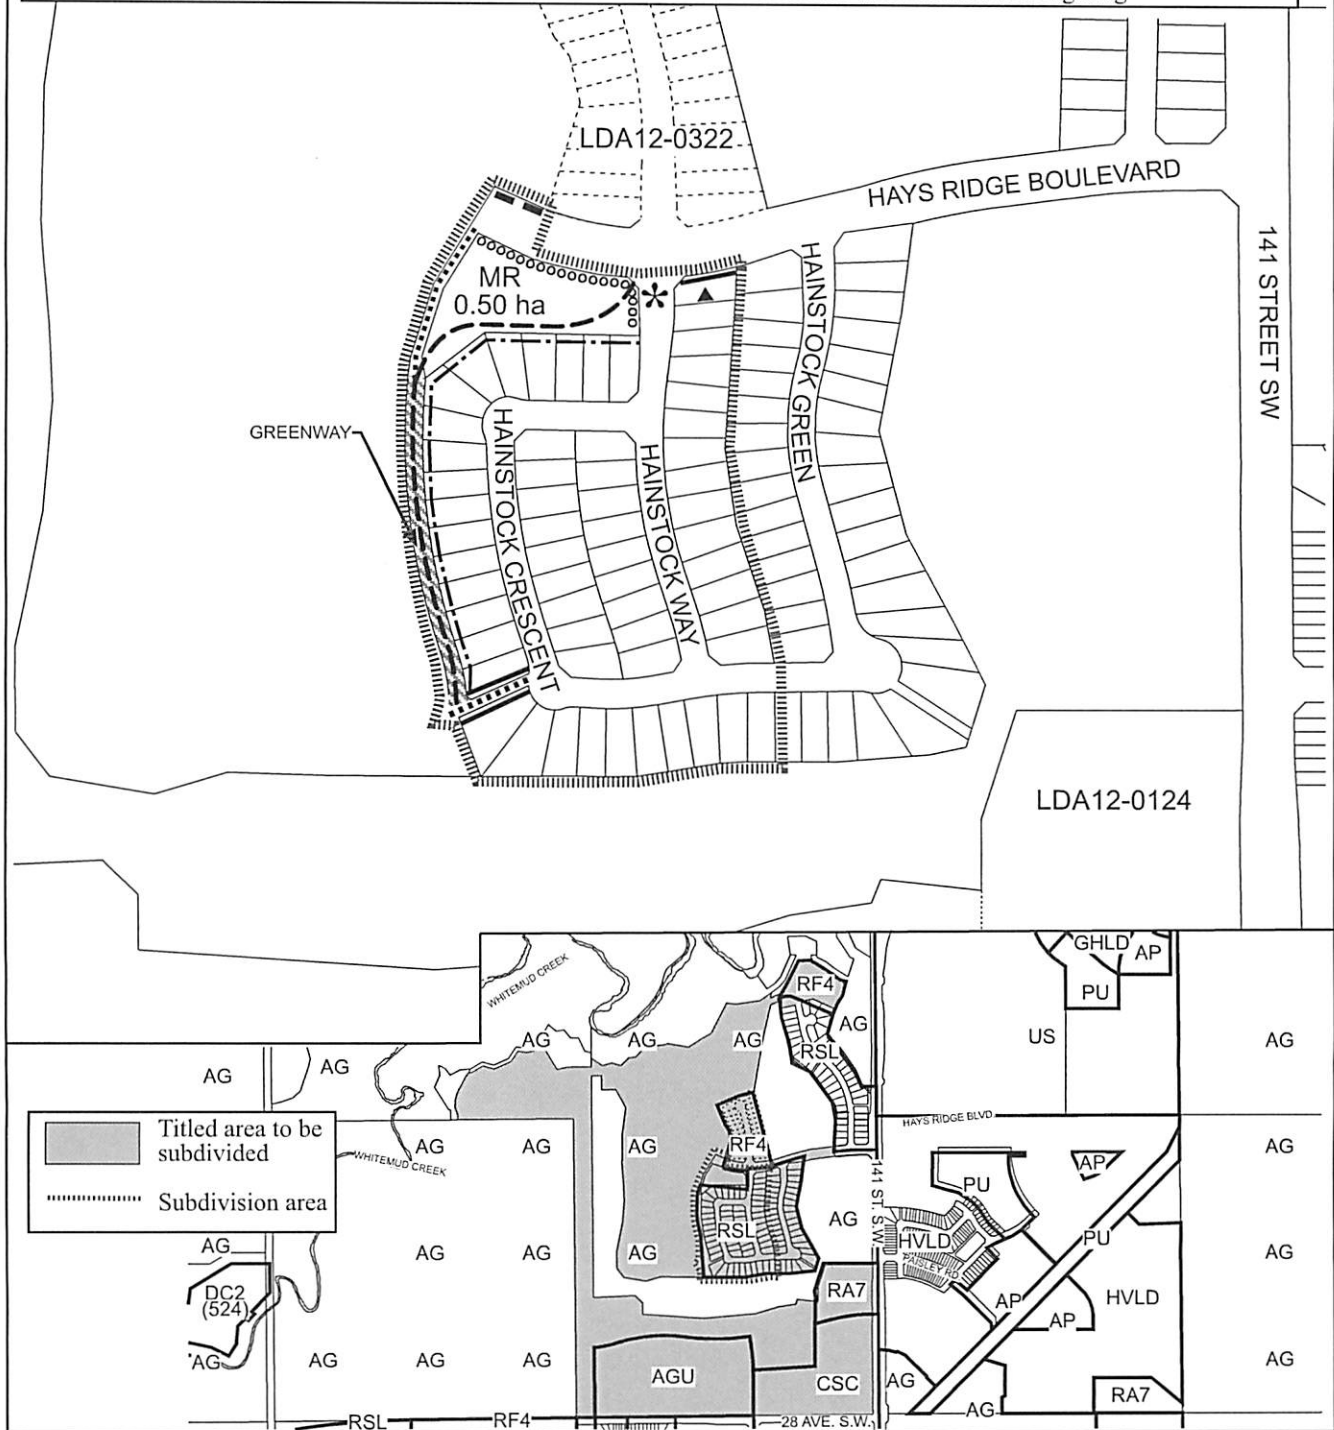 LDA12-0322
HAYS RIDGE BOULEVARD
141 STREET SW
MR
0.50 ha
HAINSTOCK GREEN
GREENWAY
HAINSTOCK CRESCENT
HAINSTOCK WAY
LDA12-0124
WHITEMUD CREEK
GHLD
AP
RF4
PU
AG
AG
AG
AG
US
AG
RSL
AG
AG
HAYS RIDGE BLVD.
Titled area to be
subdivided
Subdivision area
WHITEMUD CREEK
AG
AG
AG
RF4
AG
AP
141 ST. S.W.
PU
AG
RSL
AG
AG
AG
AG
HVLD
PU
AG
PAISLEY RD
DC2
(524)
RA7
AP
HVLD
AP
AG
AG
AG
AG
AGU
CSC
AG
AG
RA7
AG
RSL
RF4
28 AVE. S.W.